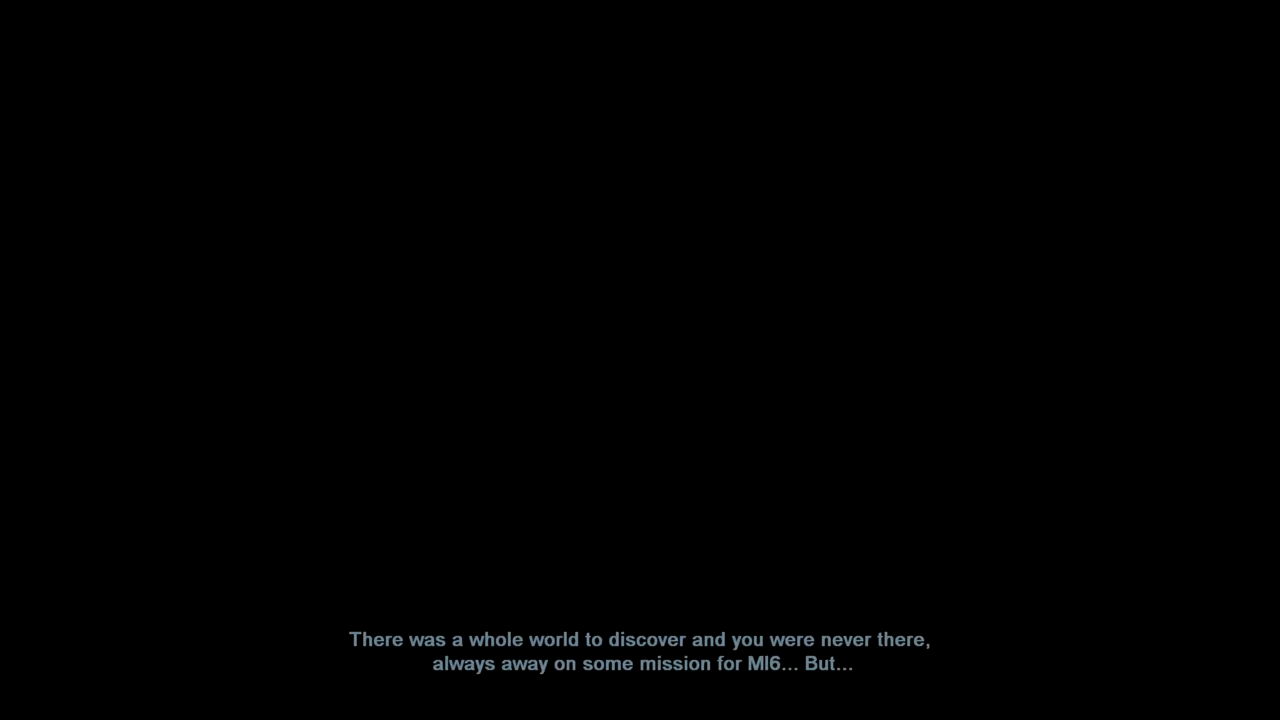 There was a whole world to discover and you were never there,
always away on some mission for MI6... But...